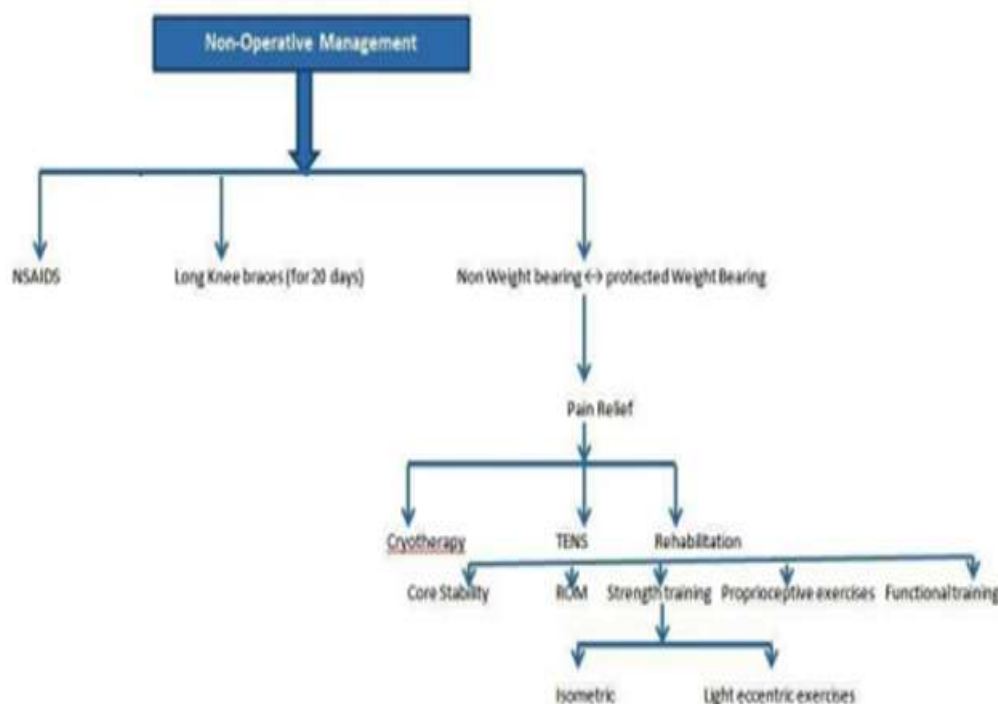 Non-Operative Management
NSAIDS
Long Knee braces (for 20 days)
Non Weight bearing ↔ protected Weight Bearing
Pain Relief
Cryotherapy
TENS
Rehabilitation
Core Stability
ROM
Strength training
Proprioceptive exercises
Functional training
Isometric
Light eccentric exercises